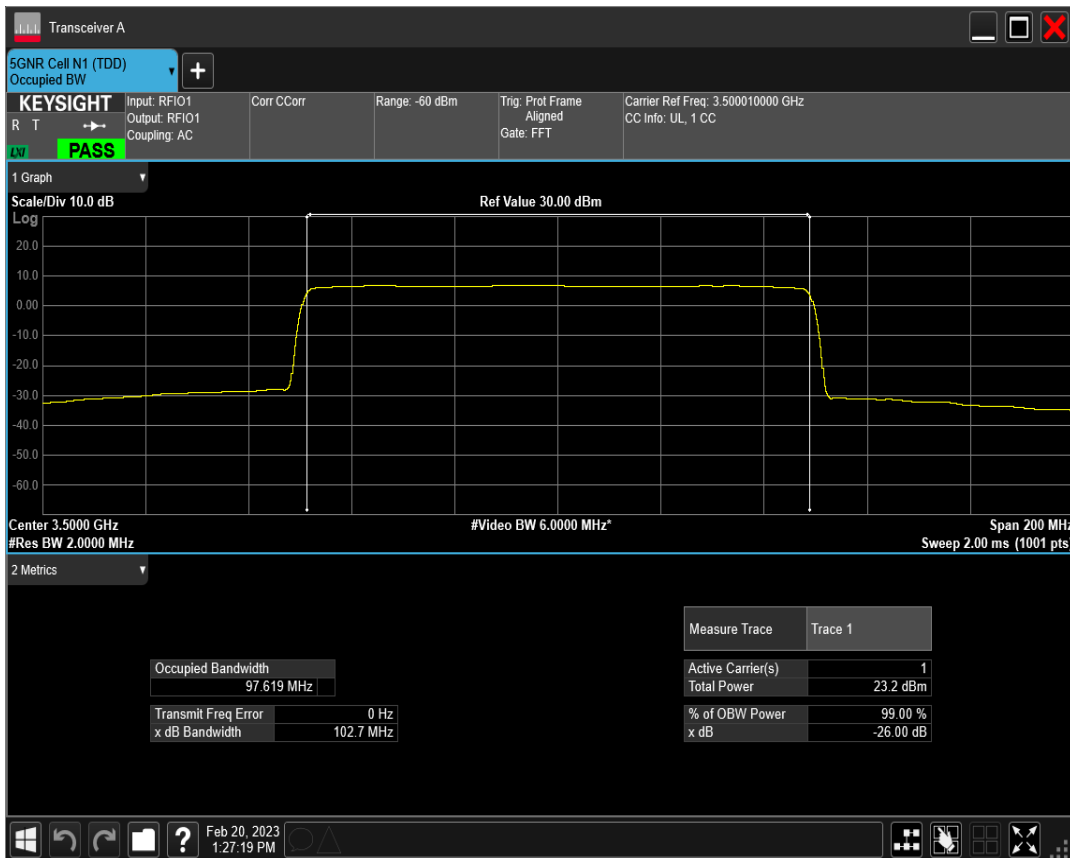 Transceiver A
5GNR Cell N1 (TDD)
Occupied BW
+
KEYSIGHT
R T
LXI
PASS
Input: RFIO1
Output: RFIO1
Coupling: AC
Corr CCorr
Range: -60 dBm
Trig: Prot Frame
Aligned
Gate: FFT
Carrier Ref Freq: 3.500010000 GHz
CC Info: UL, 1 CC
1 Graph
Scale/Div 10.0 dB
Ref Value 30.00 dBm
Log
20.0
10.0
0.00
-10.0
-20.0
-30.0
-40.0
-50.0
-60.0
Center 3.5000 GHz
#Video BW 6.0000 MHz*
Span 200 MHz
#Res BW 2.0000 MHz
Sweep 2.00 ms (1001 pts)
2 Metrics
Measure Trace Trace 1
Occupied Bandwidth
97.619 MHz
Active Carrier(s) 1
Total Power 23.2 dBm
Transmit Freq Error 0 Hz
x dB Bandwidth 102.7 MHz
% of OBW Power 99.00 %
x dB -26.00 dB
?
Feb 20, 2023
1:27:19 PM